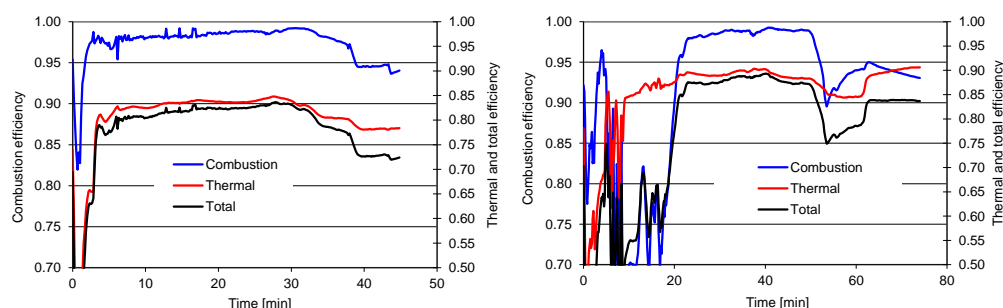 1.00
0.95
0.90
0.85
0.80
0.75
0.70
Combustion efficiency
0 10 20 30 40 50
Time [min]
1.00
0.95
0.90
0.85
0.80
0.75
0.70
0.65
0.60
0.55
0.50
Thermal and total efficiency
Combustion
Thermal
Total
1.00
0.95
0.90
0.85
0.80
0.75
0.70
Combustion efficiency
0 20 40 60 80
Time [min]
1.00
0.95
0.90
0.85
0.80
0.75
0.70
0.65
0.60
0.55
0.50
Thermal and total efficiency
Combustion
Thermal
Total